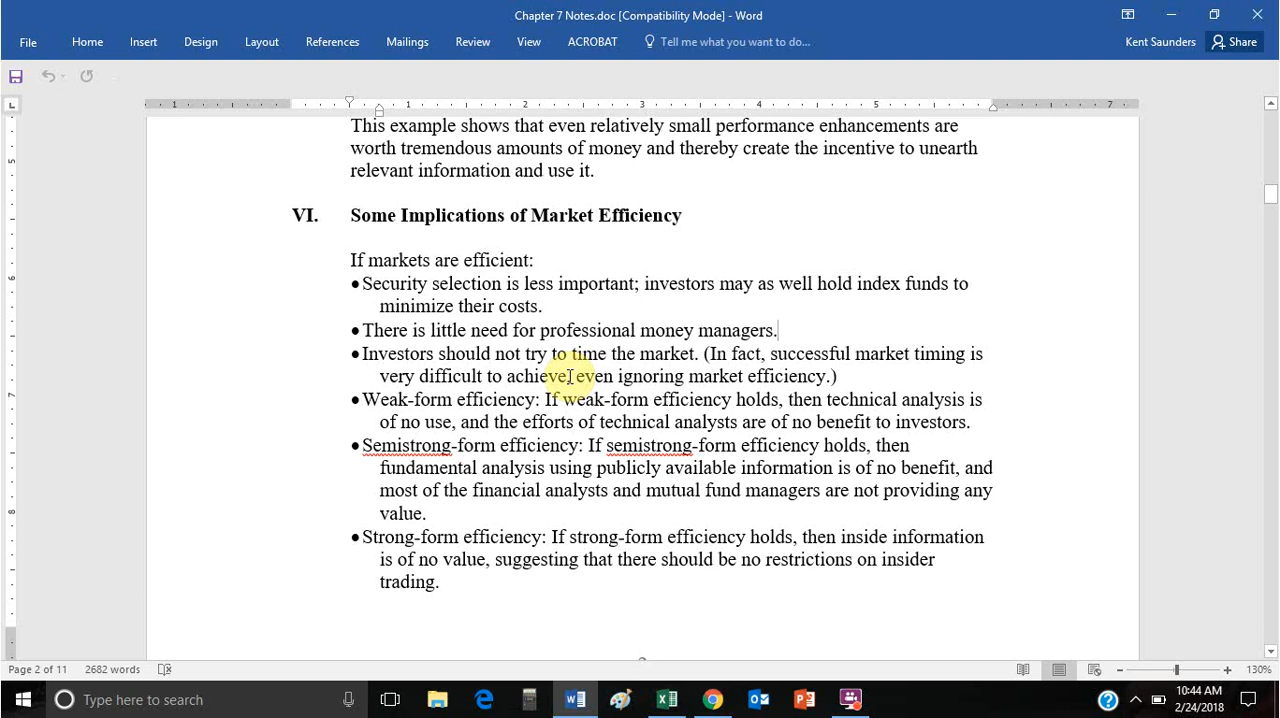 Chapter 7 Notes.doc [Compatibility Mode] - Word
File Home Insert Design Layout References Mailings Review View ACROBAT Tell me what you want to do... Kent Saunders Share
1 1 2 3 4 5 7
This example shows that even relatively small performance enhancements are
worth tremendous amounts of money and thereby create the incentive to unearth
relevant information and use it.
VI. Some Implications of Market Efficiency
If markets are efficient:
•Security selection is less important; investors may as well hold index funds to
minimize their costs.
•There is little need for professional money managers.
•Investors should not try to time the market. (In fact, successful market timing is
very difficult to achieve, even ignoring market efficiency.)
•Weak-form efficiency: If weak-form efficiency holds, then technical analysis is
of no use, and the efforts of technical analysts are of no benefit to investors.
•Semistrong-form efficiency: If semistrong-form efficiency holds, then
fundamental analysis using publicly available information is of no benefit, and
most of the financial analysts and mutual fund managers are not providing any
value.
•Strong-form efficiency: If strong-form efficiency holds, then inside information
is of no value, suggesting that there should be no restrictions on insider
trading.
5
6
7
8
Page 2 of 11 2682 words 130%
Type here to search
10:44 AM
2/24/2018